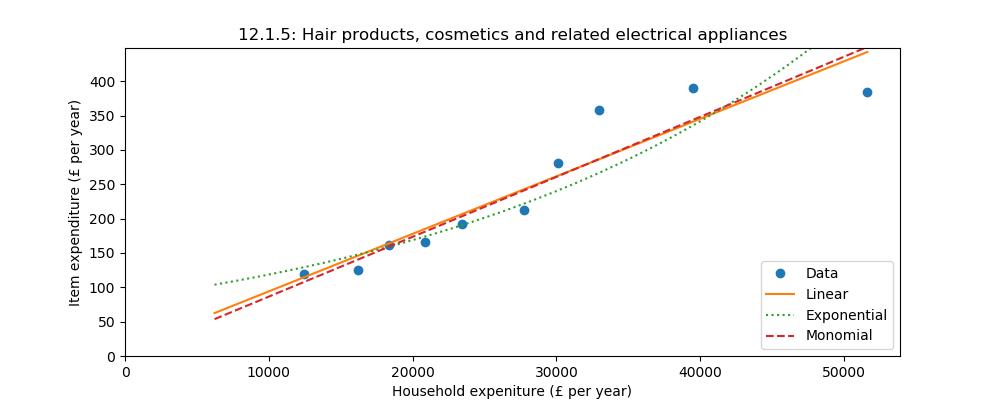 12.1.5: Hair products, cosmetics and related electrical appliances
Item expenditure (£ per year)
400
350
300
250
200
150
100
50
0
0 10000 20000 30000 40000 50000
Household expeniture (£ per year)
Data
Linear
Exponential
Monomial